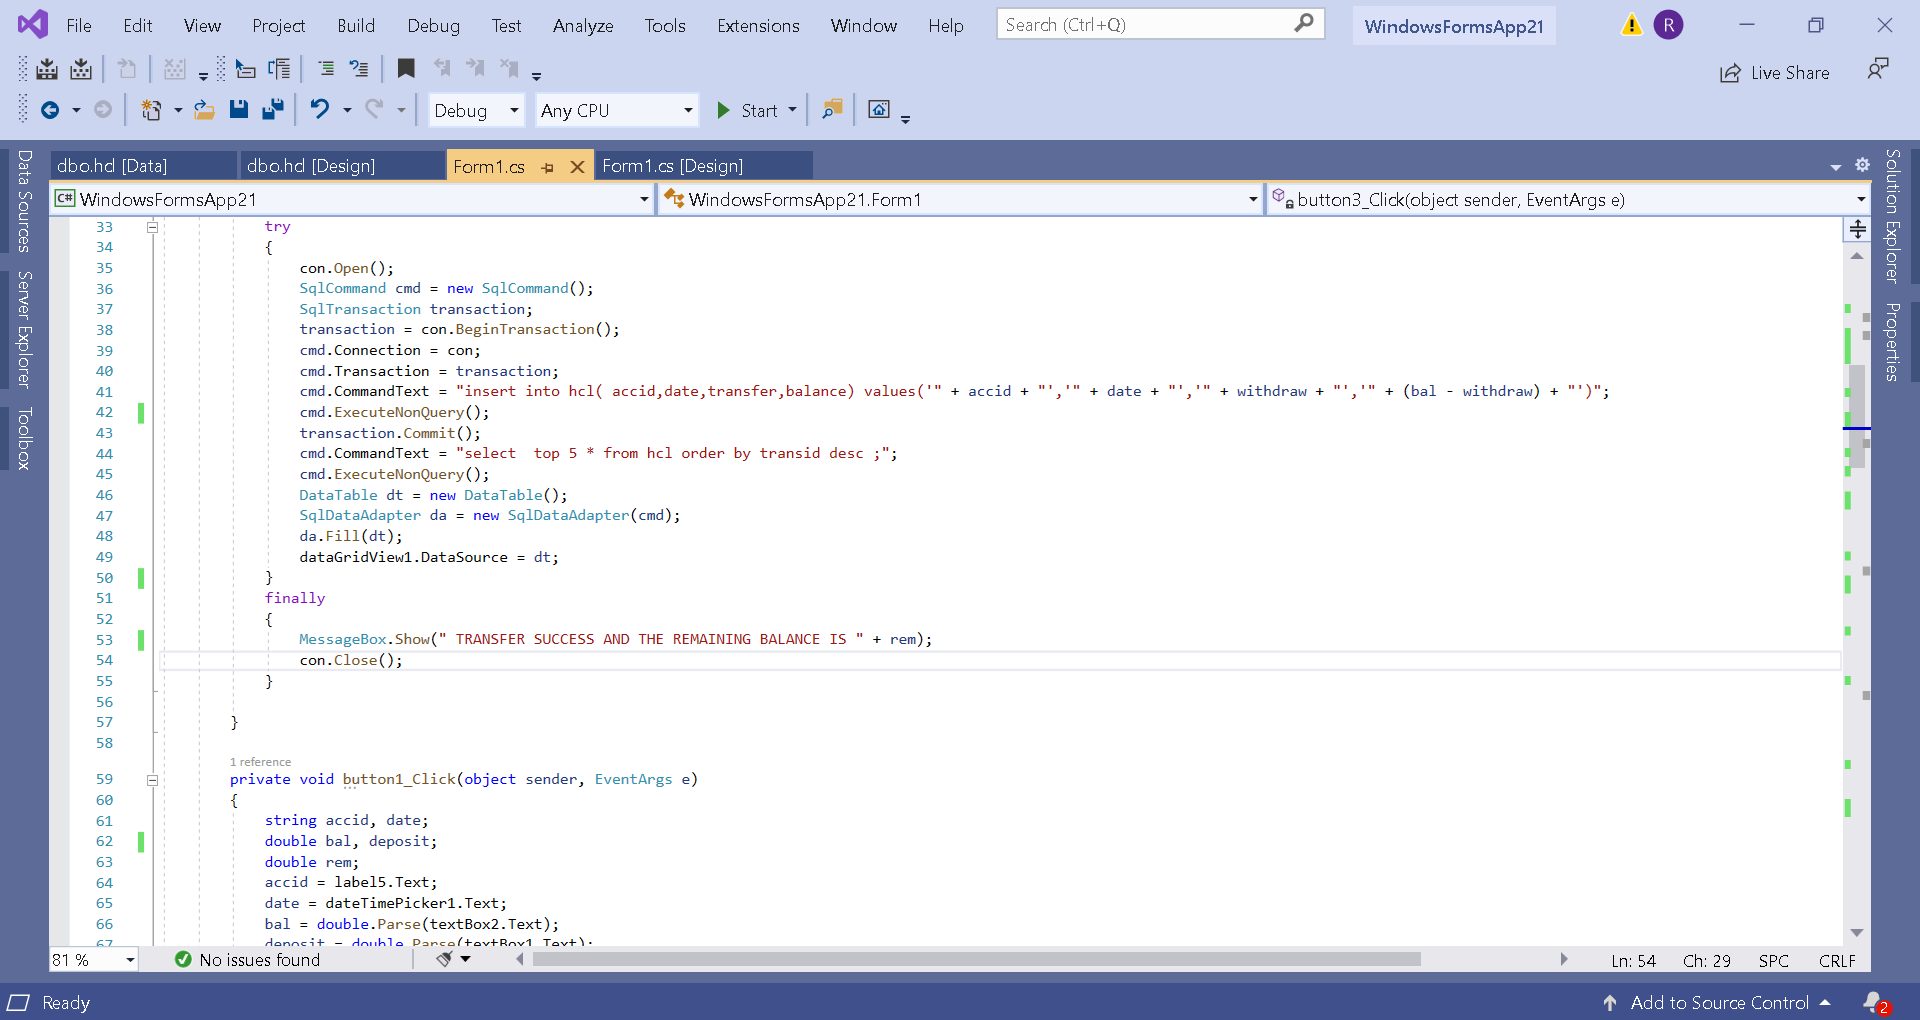 File Edit View Project Build Debug Test Analyze Tools Extensions Window Help Search (Ctrl+Q) WindowsFormsApp21 R
Live Share
Debug Any CPU Start
dbo.hcl [Data] dbo.hcl [Design] Form1.cs Form1.cs [Design]
C# WindowsFormsApp21 WindowsFormsApp21.Form1 button3_Click(object sender, EventArgs e)
Data Sources
Server Explorer
Toolbox
33 try
34 {
35 con.Open();
36 SqlCommand cmd = new SqlCommand();
37 SqlTransaction transaction;
38 transaction = con.BeginTransaction();
39 cmd.Connection = con;
40 cmd.Transaction = transaction;
41 cmd.CommandText = "insert into hcl( accid,date,transfer,balance) values('" + accid + "','" + date + "','" + withdraw + "','" + (bal - withdraw) + "')";
42 cmd.ExecuteNonQuery();
43 transaction.Commit();
44 cmd.CommandText = "select  top 5 * from hcl order by transid desc ;";
45 cmd.ExecuteNonQuery();
46 DataTable dt = new DataTable();
47 SqlDataAdapter da = new SqlDataAdapter(cmd);
48 da.Fill(dt);
49 dataGridView1.DataSource = dt;
50 }
51 finally
52 {
53 MessageBox.Show(" TRANSFER SUCCESS AND THE REMAINING BALANCE IS " + rem);
54 con.Close();
55 }
56
57 }
58
1 reference
59 private void button1_Click(object sender, EventArgs e)
60 {
61 string accid, date;
62 double bal, deposit;
63 double rem;
64 accid = label5.Text;
65 date = dateTimePicker1.Text;
66 bal = double.Parse(textBox2.Text);
67 deposit = double.Parse(textBox1.Text);
Solution Explorer
Properties
81 % No issues found Ln: 54 Ch: 29 SPC CRLF
Ready Add to Source Control 2